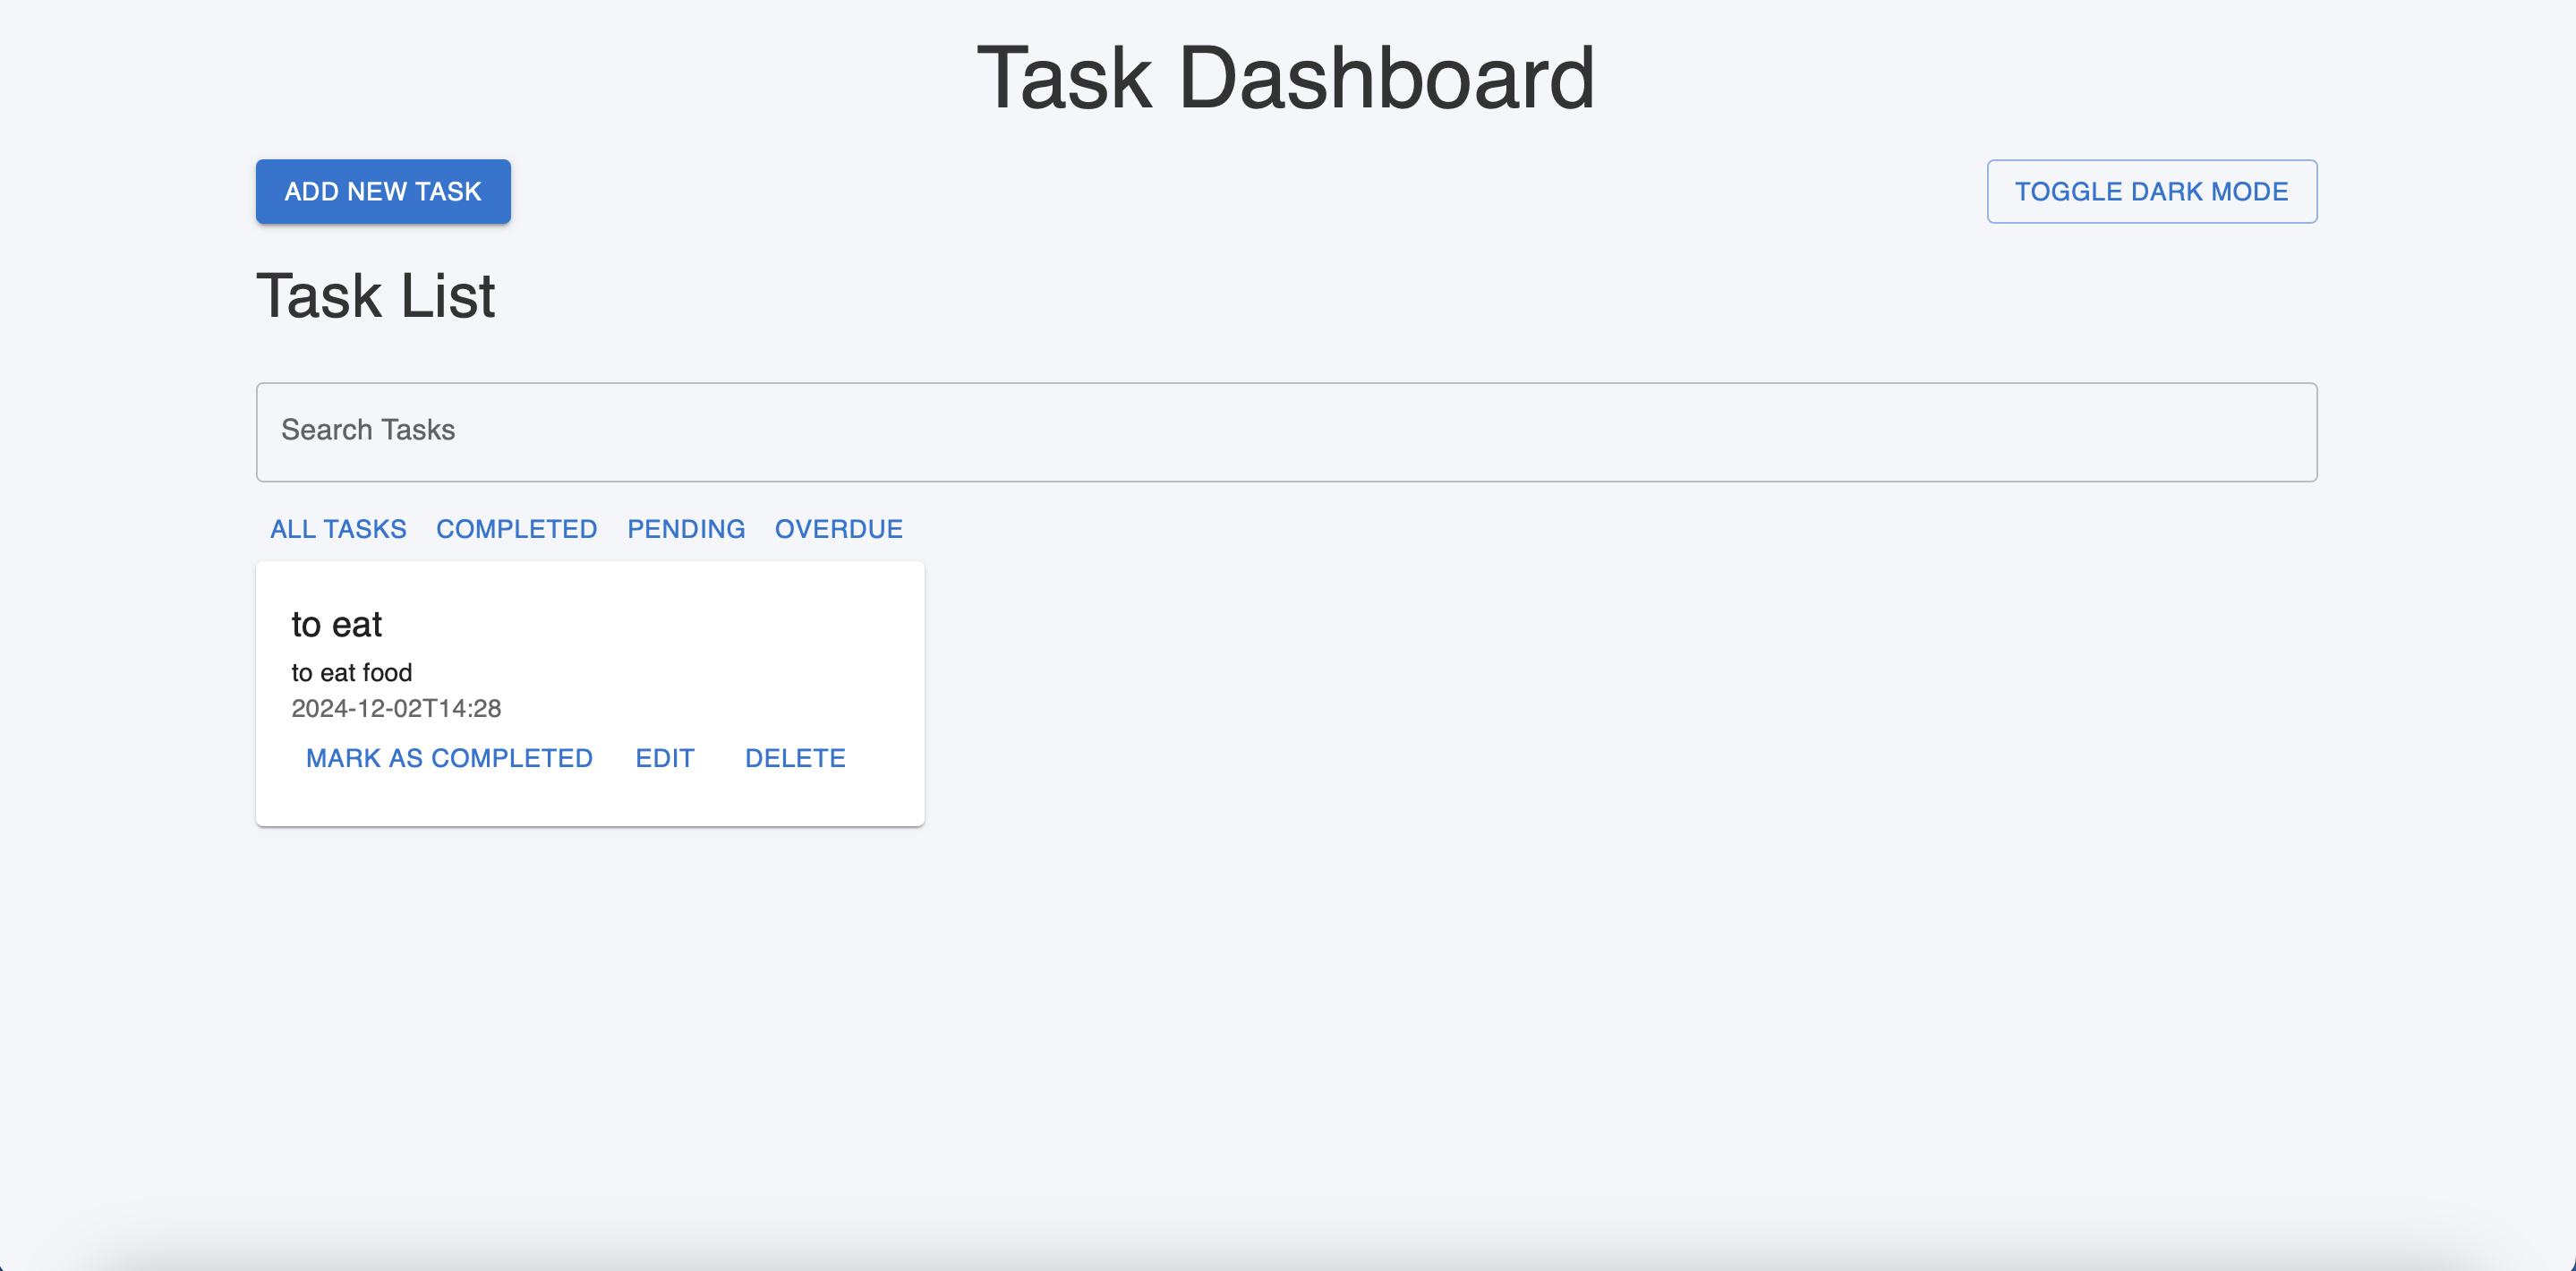 Task Dashboard
ADD NEW TASK TOGGLE DARK MODE
Task List
Search Tasks
ALL TASKS COMPLETED PENDING OVERDUE
to eat
to eat food
2024-12-02T14:28
MARK AS COMPLETED EDIT DELETE